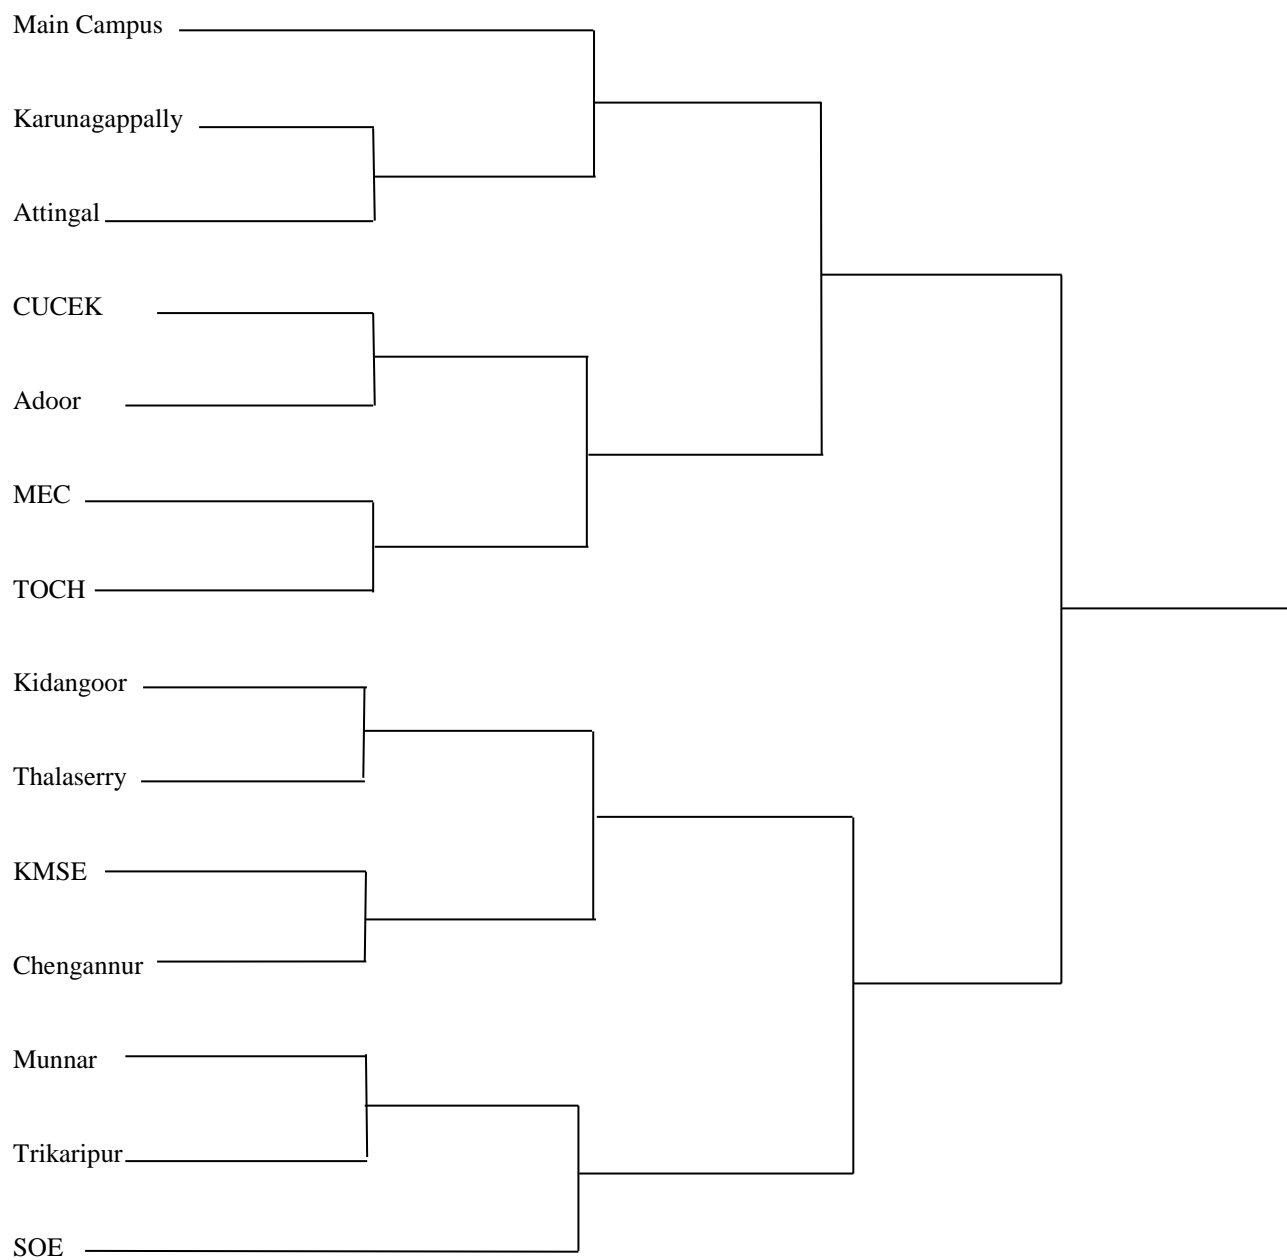 Main Campus
Karunagappally
Attingal
CUCEK
Adoor
MEC
TOCH
Kidangoor
Thalaserry
KMSE
Chengannur
Munnar
Trikaripur
SOE